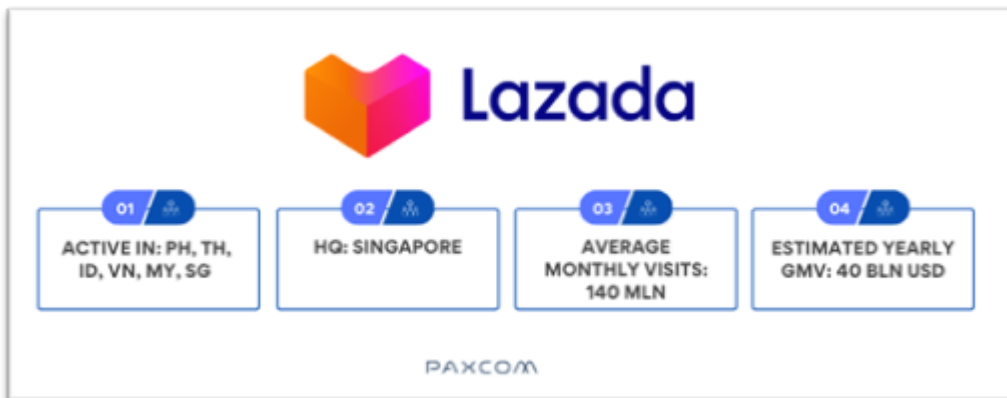 Lazada
01
ACTIVE IN: PH, TH,
ID, VN, MY, SG
02
HQ: SINGAPORE
03
AVERAGE
MONTHLY VISITS:
140 MLN
04
ESTIMATED YEARLY
GMV: 40 BLN USD
PAXCOM